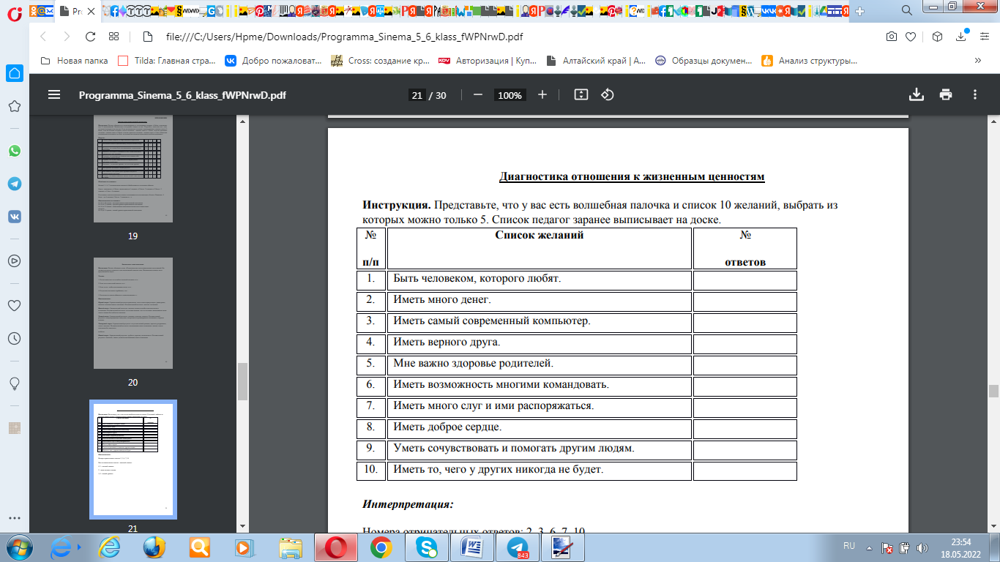 file:///C:/Users/Hpme/Downloads/Programma_Sinema_5_6_klass_fWPNrwD.pdf
Новая папка
Tilda: Главная стра...
Добро пожаловат...
Cross: создание кр...
Авторизация | Куп...
Алтайский край | А...
Образцы докумен...
Анализ структуры...
Programma_Sinema_5_6_klass_fWPNrwD.pdf
21 / 30
100%
19
20
21
Диагностика отношения к жизненным ценностям
Инструкция. Представьте, что у вас есть волшебная палочка и список 10 желаний, выбрать из
которых можно только 5. Список педагог заранее выписывает на доске.
№ п/п
Список желаний
№ ответов
1. Быть человеком, которого любят.
2. Иметь много денег.
3. Иметь самый современный компьютер.
4. Иметь верного друга.
5. Мне важно здоровье родителей.
6. Иметь возможность многими командовать.
7. Иметь много слуг и ими распоряжаться.
8. Иметь доброе сердце.
9. Уметь сочувствовать и помогать другим людям.
10. Иметь то, чего у других никогда не будет.
Интерпретация:
Номера отрицательных ответов: 2, 3, 6, 7, 10
843
RU
23:54
18.05.2022